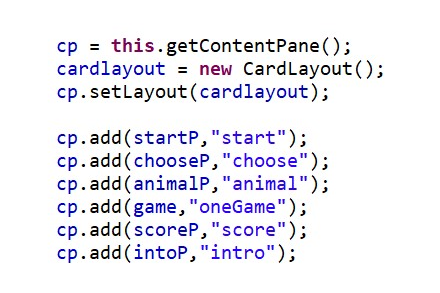 cp = this.getContentPane();
cardlayout = new CardLayout();
cp.setLayout(cardlayout);
cp.add(startP,"start");
cp.add(chooseP,"choose");
cp.add(animalP,"animal");
cp.add(game,"oneGame");
cp.add(scoreP,"score");
cp.add(intoP,"intro");